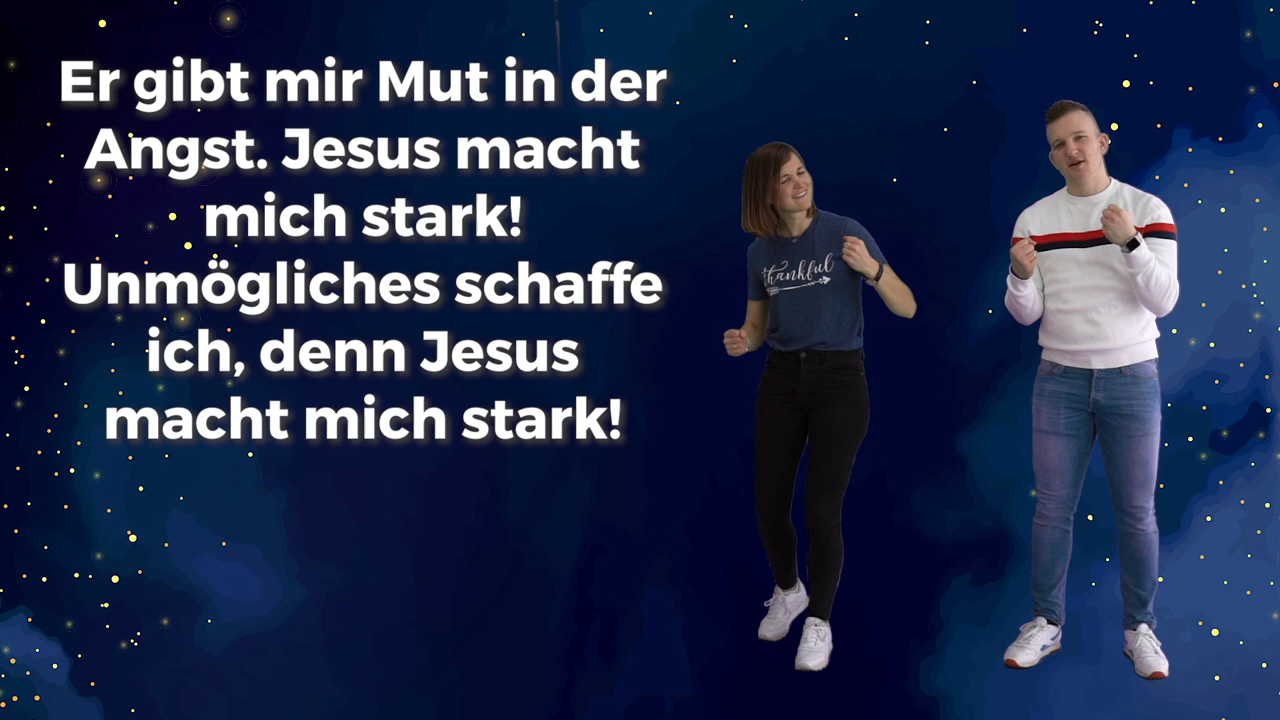 Er gibt mir Mut in der
Angst. Jesus macht
mich stark!
Unmögliches schaffe
ich, denn Jesus
macht mich stark!
thankful